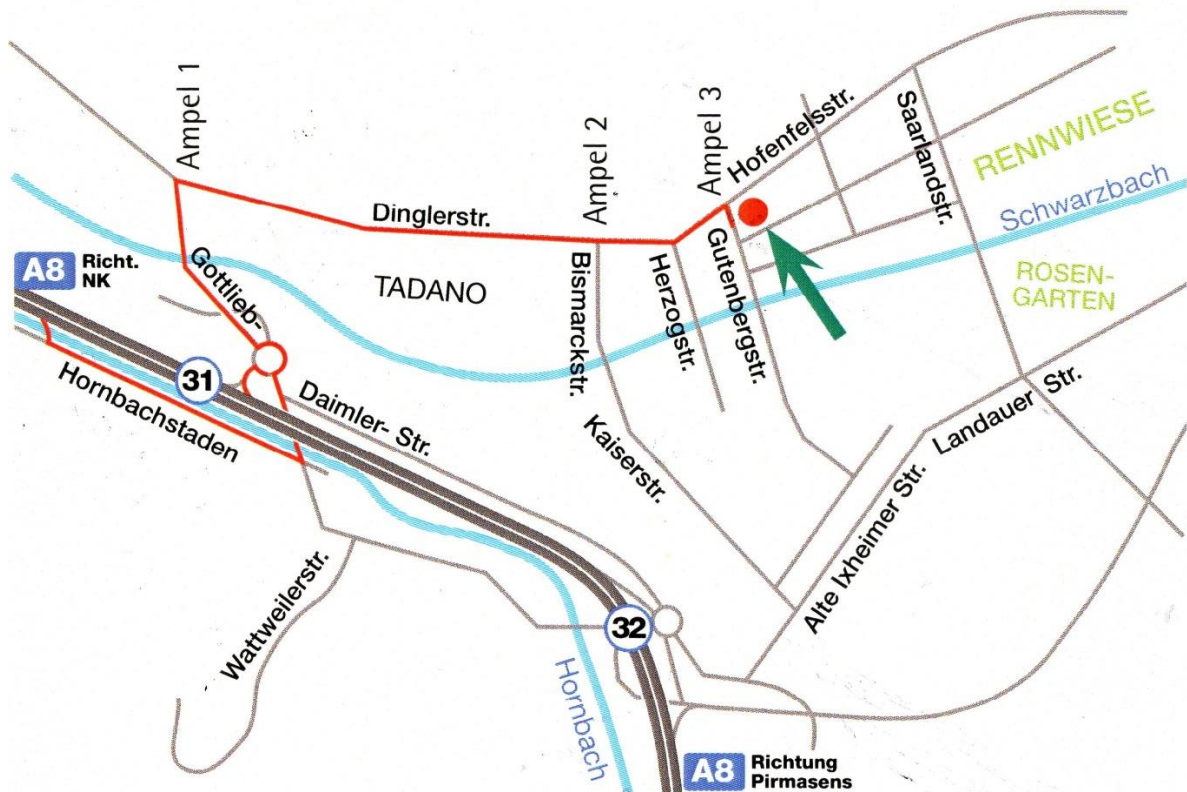 Ampel 1
Ampel 2
Ampel 3
Hofenfelsstr.
Saarlandstr.
RENNWIESE
Schwarzbach
Dinglerstr.
A8 Richt.
NK
Gottlieb-
TADANO
Bismarckstr.
Herzogstr.
Gutenbergstr.
ROSEN-
GARTEN
31
Hornbachstaden
Daimler- Str.
Kaiserstr.
Landauer Str.
Alte Ixheimer Str.
Wattweilerstr.
32
Hornbach
A8 Richtung
Pirmasens